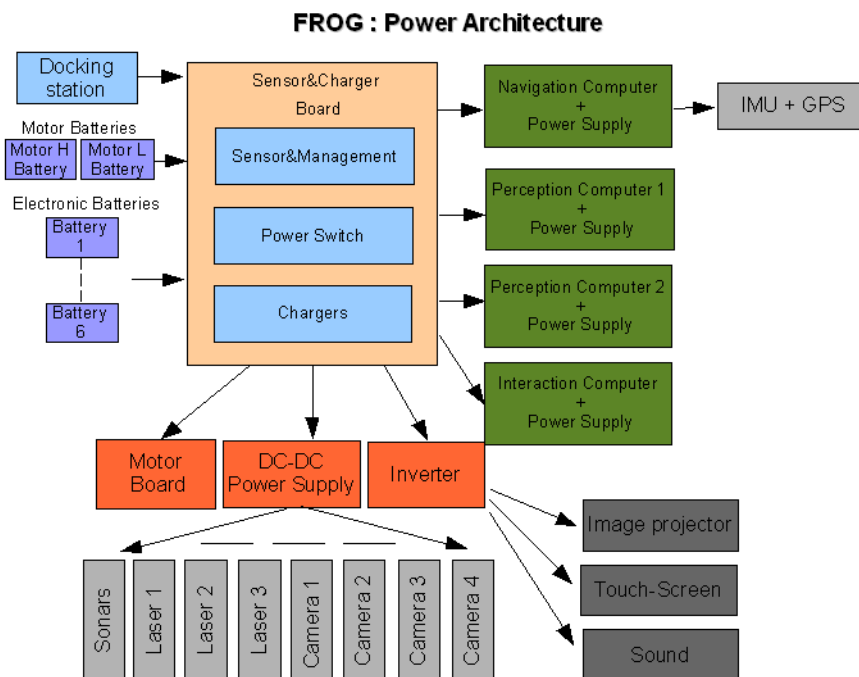 FROG : Power Architecture
Docking
station
Motor Batteries
Motor H
Battery
Motor L
Battery
Electronic Batteries
Battery
1
Battery
6
Sensor&Charger
Board
Sensor&Management
Power Switch
Chargers
Navigation Computer
+
Power Supply
IMU + GPS
Perception Computer 1
+
Power Supply
Perception Computer 2
+
Power Supply
Interaction Computer
+
Power Supply
Motor
Board
DC-DC
Power Supply
Inverter
Image projector
Touch-Screen
Sound
Sonars
Laser 1
Laser 2
Laser 3
Camera 1
Camera 2
Camera 3
Camera 4